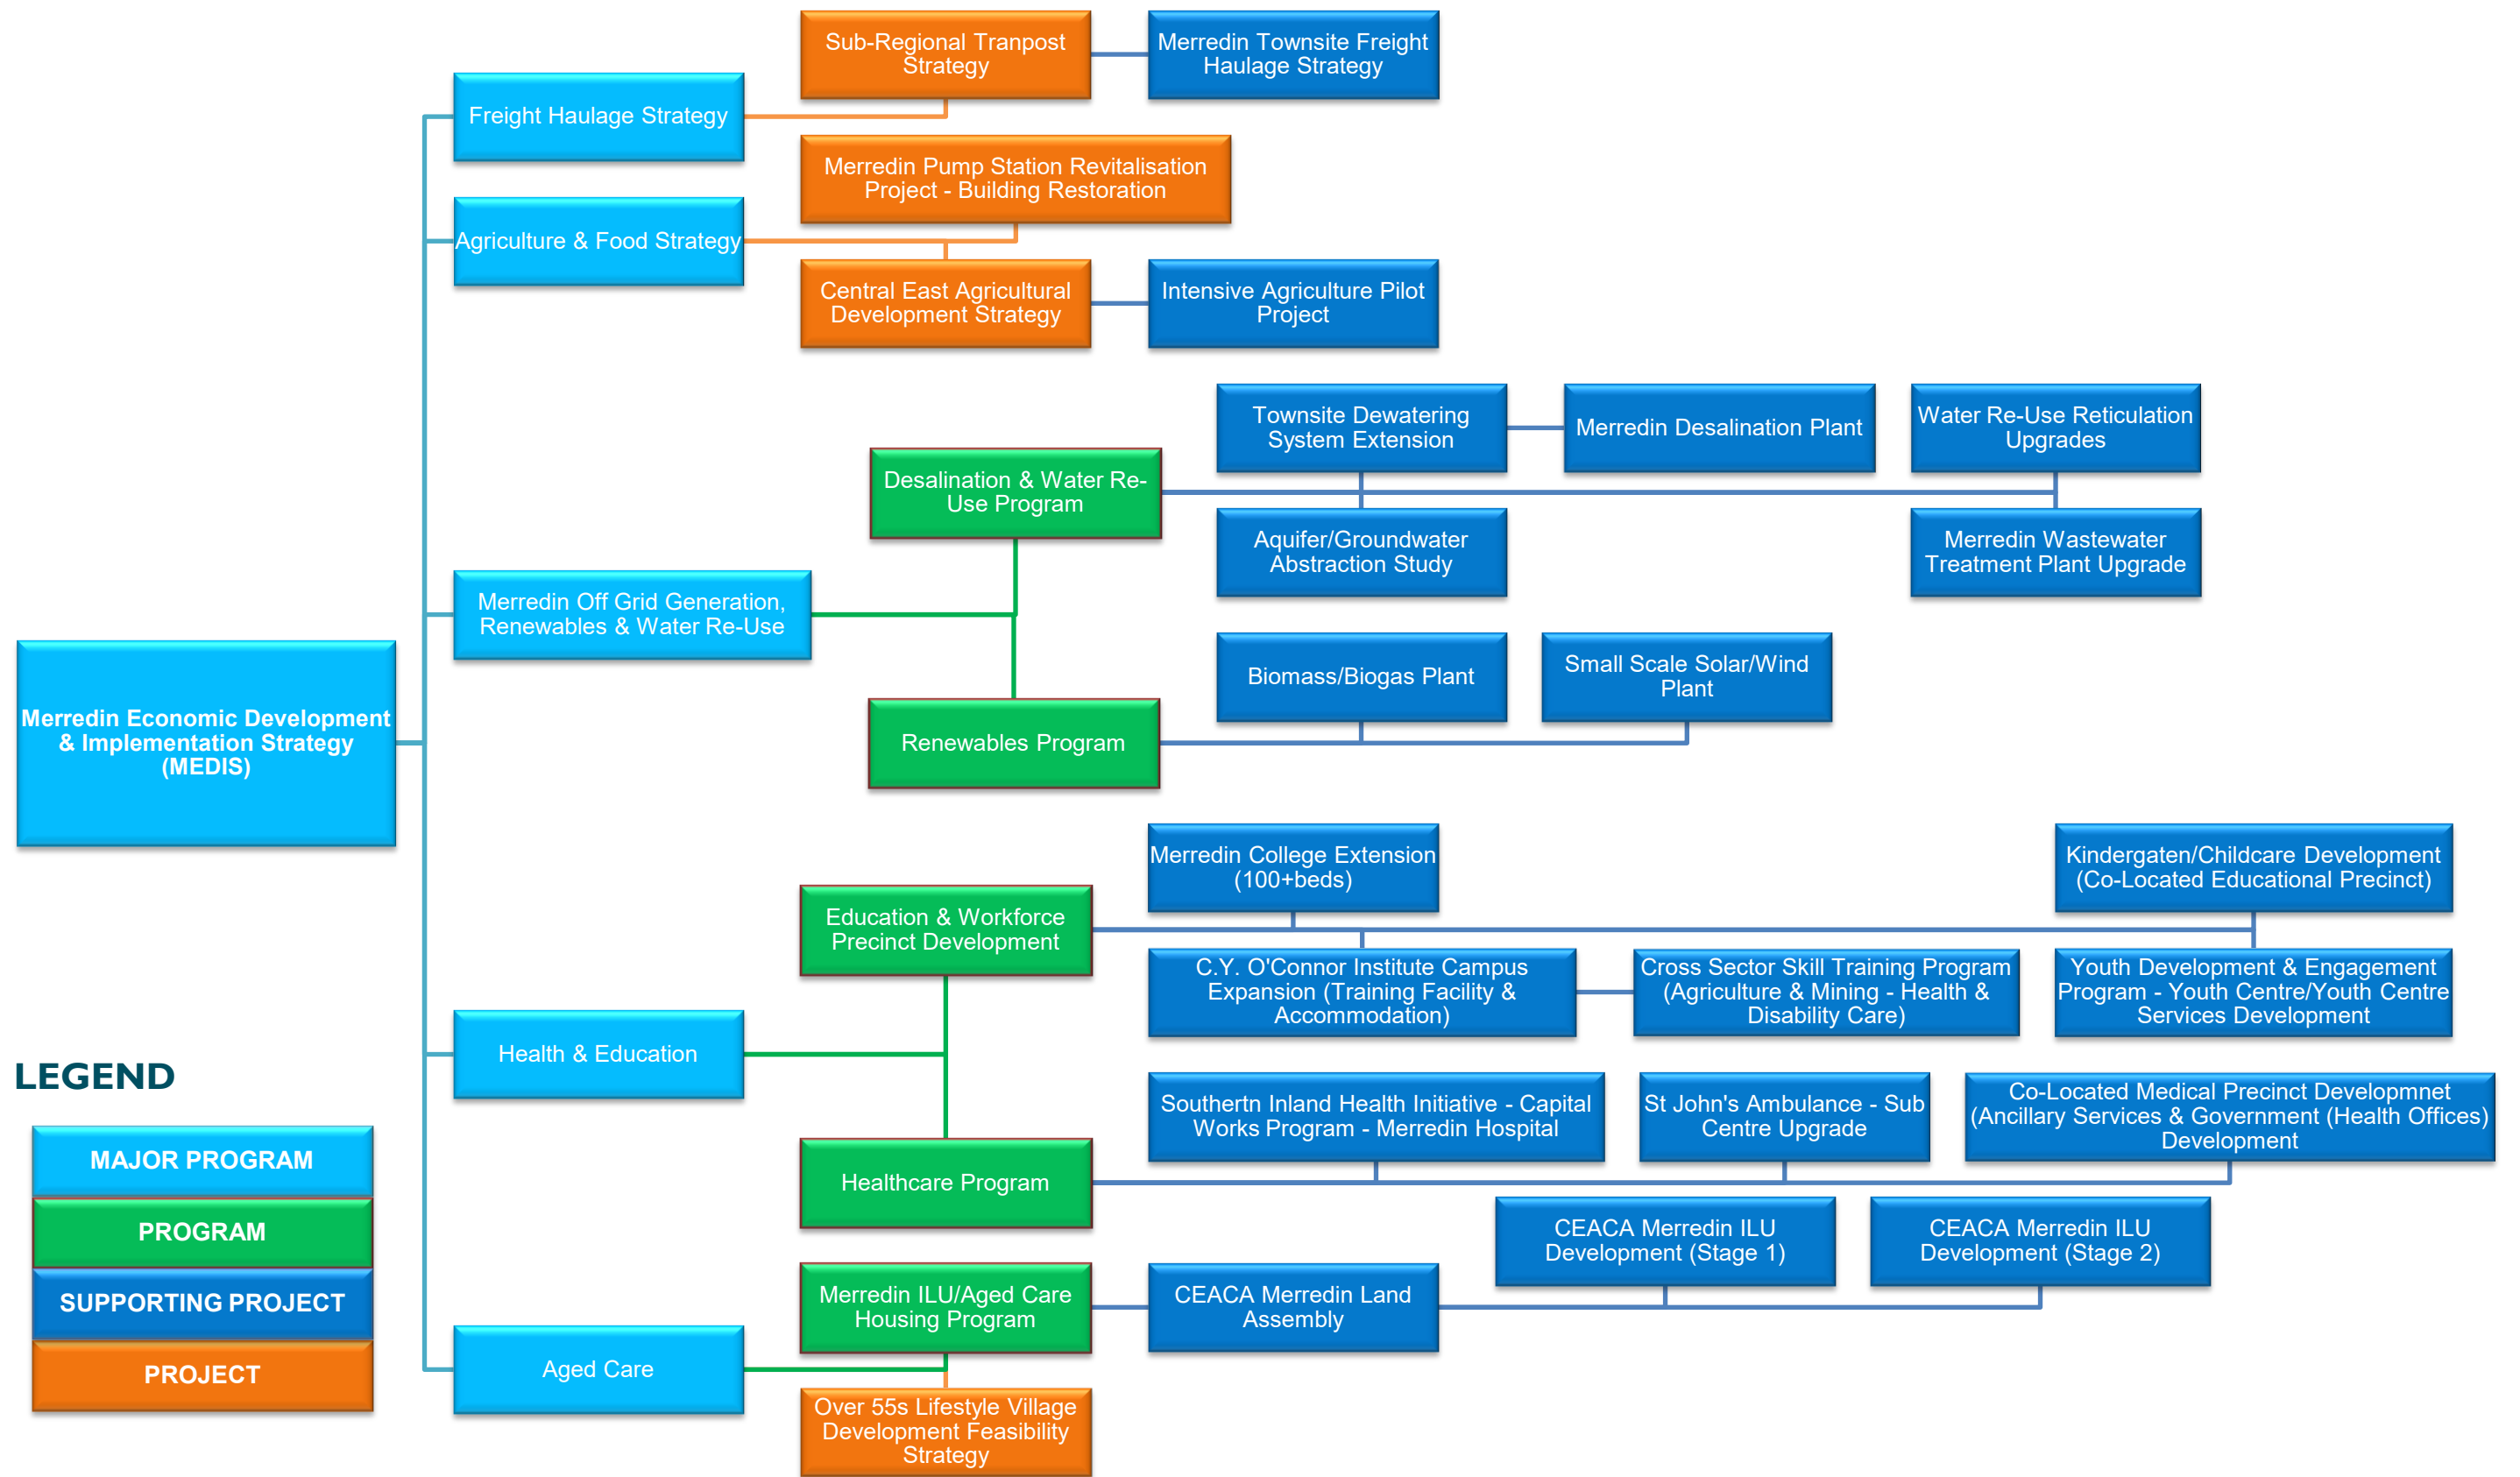 Sub-Regional Tranpost
Strategy
Merredin Townsite Freight
Haulage Strategy
Freight Haulage Strategy
Merredin Pump Station Revitalisation
Project - Building Restoration
Agriculture & Food Strategy
Central East Agricultural
Development Strategy
Intensive Agriculture Pilot
Project
Townsite Dewatering
System Extension
Merredin Desalination Plant
Water Re-Use Reticulation
Upgrades
Desalination & Water Re-
Use Program
Aquifer/Groundwater
Abstraction Study
Merredin Wastewater
Treatment Plant Upgrade
Merredin Off Grid Generation,
Renewables & Water Re-Use
Biomass/Biogas Plant
Small Scale Solar/Wind
Plant
Renewables Program
Merredin Economic Development
& Implementation Strategy
(MEDIS)
Merredin College Extension
(100+beds)
Kindergaten/Childcare Development
(Co-Located Educational Precinct)
Education & Workforce
Precinct Development
C.Y. O'Connor Institute Campus
Expansion (Training Facility &
Accommodation)
Cross Sector Skill Training Program
(Agriculture & Mining - Health &
Disability Care)
Youth Development & Engagement
Program - Youth Centre/Youth Centre
Services Development
Health & Education
Southertn Inland Health Initiative - Capital
Works Program - Merredin Hospital
St John's Ambulance - Sub
Centre Upgrade
Co-Located Medical Precinct Developmnet
(Ancillary Services & Government (Health Offices)
Development
Healthcare Program
CEACA Merredin ILU
Development (Stage 1)
CEACA Merredin ILU
Development (Stage 2)
Merredin ILU/Aged Care
Housing Program
CEACA Merredin Land
Assembly
Aged Care
Over 55s Lifestyle Village
Development Feasibility
Strategy
LEGEND
MAJOR PROGRAM
PROGRAM
SUPPORTING PROJECT
PROJECT